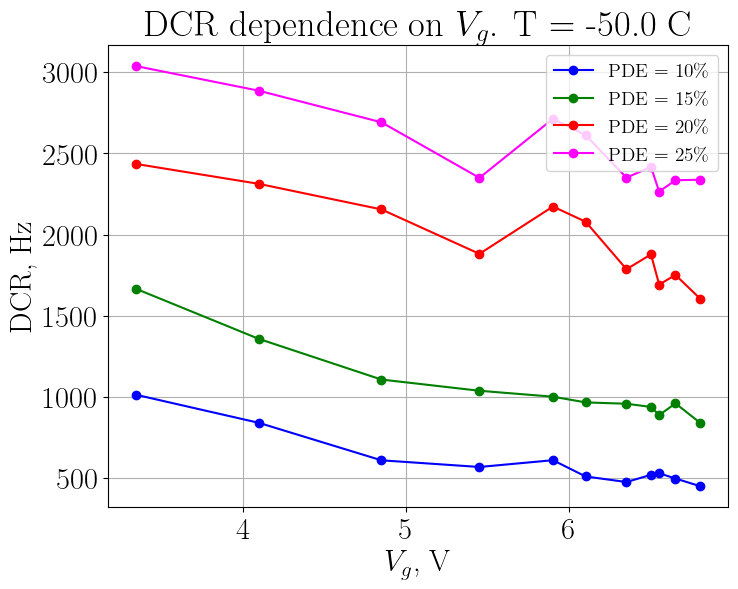 DCR dependence on V_g. T = -50.0 C
PDE = 10%
PDE = 15%
PDE = 20%
PDE = 25%
3000
2500
2000
1500
1000
500
DCR, Hz
4 5 6
V_g, V